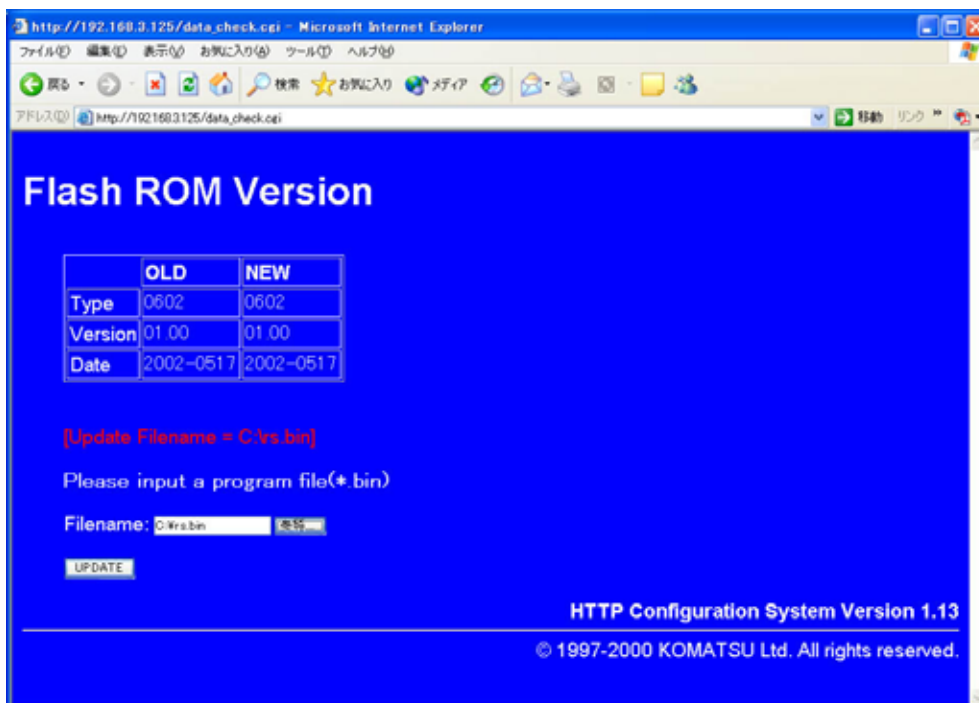 http://192.168.3.125/data_check.cgi - Microsoft Internet Explorer
ファイル(F) 編集(E) 表示(V) お気に入り(A) ツール(T) ヘルプ(H)
戻る 検索 お気に入り メディア
アドレス(D) http://192.168.3.125/data_check.cgi 移動 リンク »
Flash ROM Version
OLD NEW
Type 0602 0602
Version 01.00 01.00
Date 2002-0517 2002-0517
[Update Filename = C:\rs.bin]
Please input a program file(*.bin)
Filename: C:¥rs.bin 参照...
UPDATE
HTTP Configuration System Version 1.13
© 1997-2000 KOMATSU Ltd. All rights reserved.